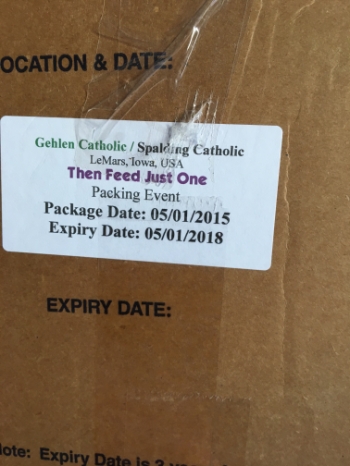 OCATION & DATE:
Gehlen Catholic / Spalding Catholic
LeMars, Iowa, USA
Then Feed Just One
Packing Event
Package Date: 05/01/2015
Expiry Date: 05/01/2018
EXPIRY DATE:
lote: Expiry Date is 3